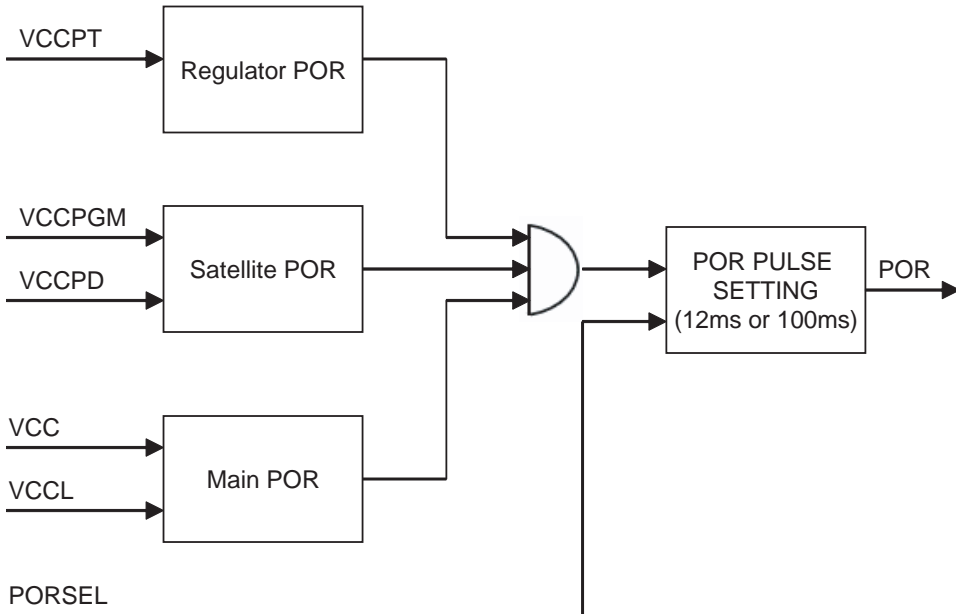 VCCPT
Regulator POR
VCCPGM
VCCPD
Satellite POR
POR PULSE
SETTING
(12ms or 100ms)
POR
VCC
VCCL
Main POR
PORSEL